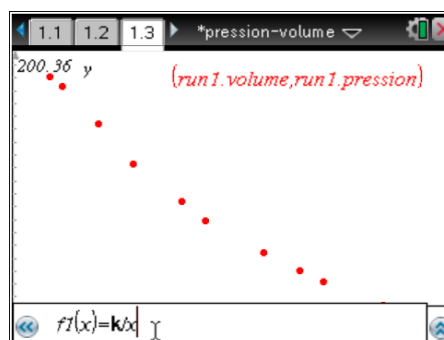 1.1 1.2 1.3 *pression-volume
200.36 y
(run1.volume,run1.pression)
f1(x)=k/x